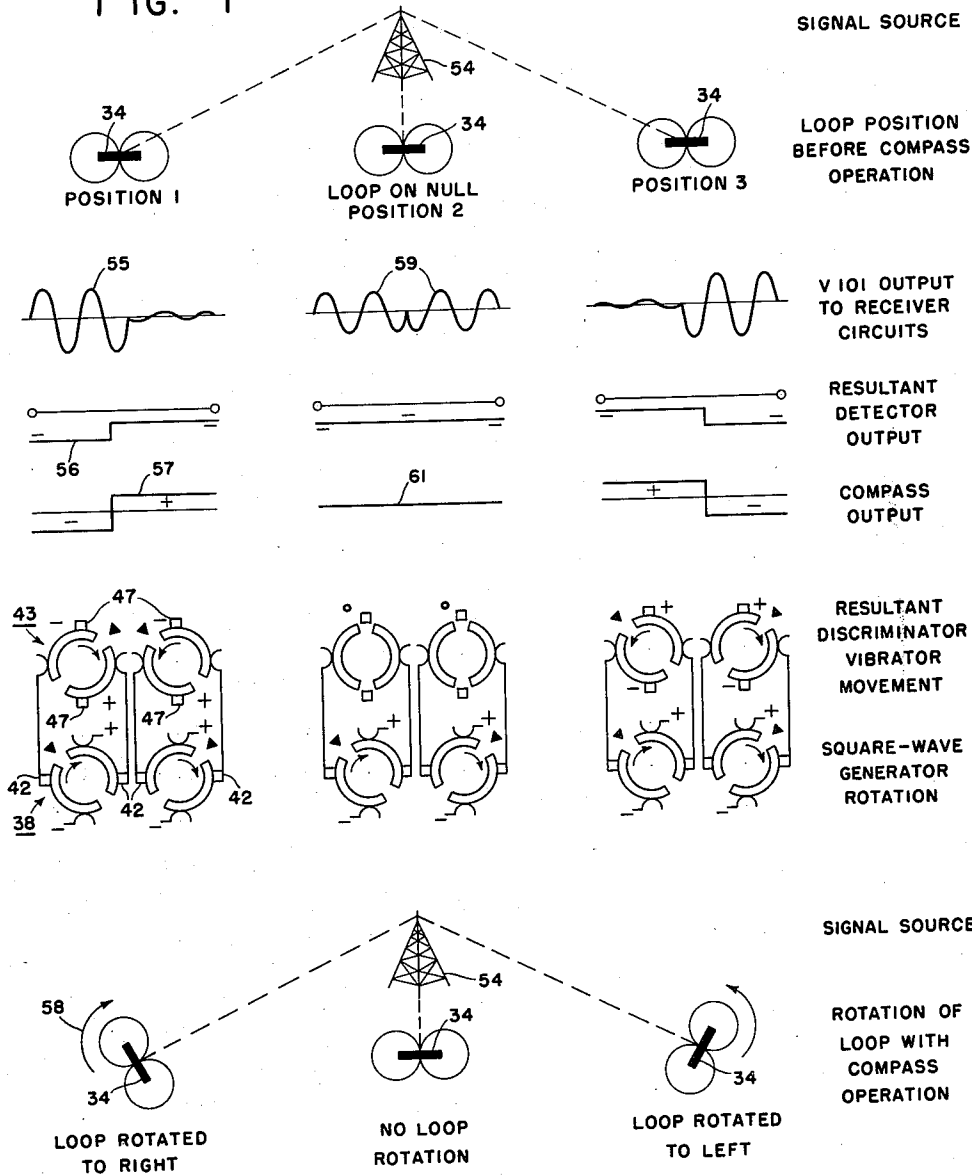 FIG. 1
SIGNAL SOURCE
54
34
34
34
LOOP POSITION
BEFORE COMPASS
OPERATION
POSITION 1
LOOP ON NULL
POSITION 2
POSITION 3
55
59
V 101 OUTPUT
TO RECEIVER
CIRCUITS
RESULTANT
DETECTOR
OUTPUT
− − − − − − −
56
57
61
COMPASS
OUTPUT
− + + −
43
47
− −
+ +
RESULTANT
DISCRIMINATOR
VIBRATOR
MOVEMENT
47 47 + +
− −
−+ −+ −+ −+ −+ −+
SQUARE-WAVE
GENERATOR
ROTATION
42 42 42
38
− − − − − −
SIGNAL SOURCE
54
58
34
34
34
ROTATION OF
LOOP WITH
COMPASS
OPERATION
LOOP ROTATED
TO RIGHT
NO LOOP
ROTATION
LOOP ROTATED
TO LEFT